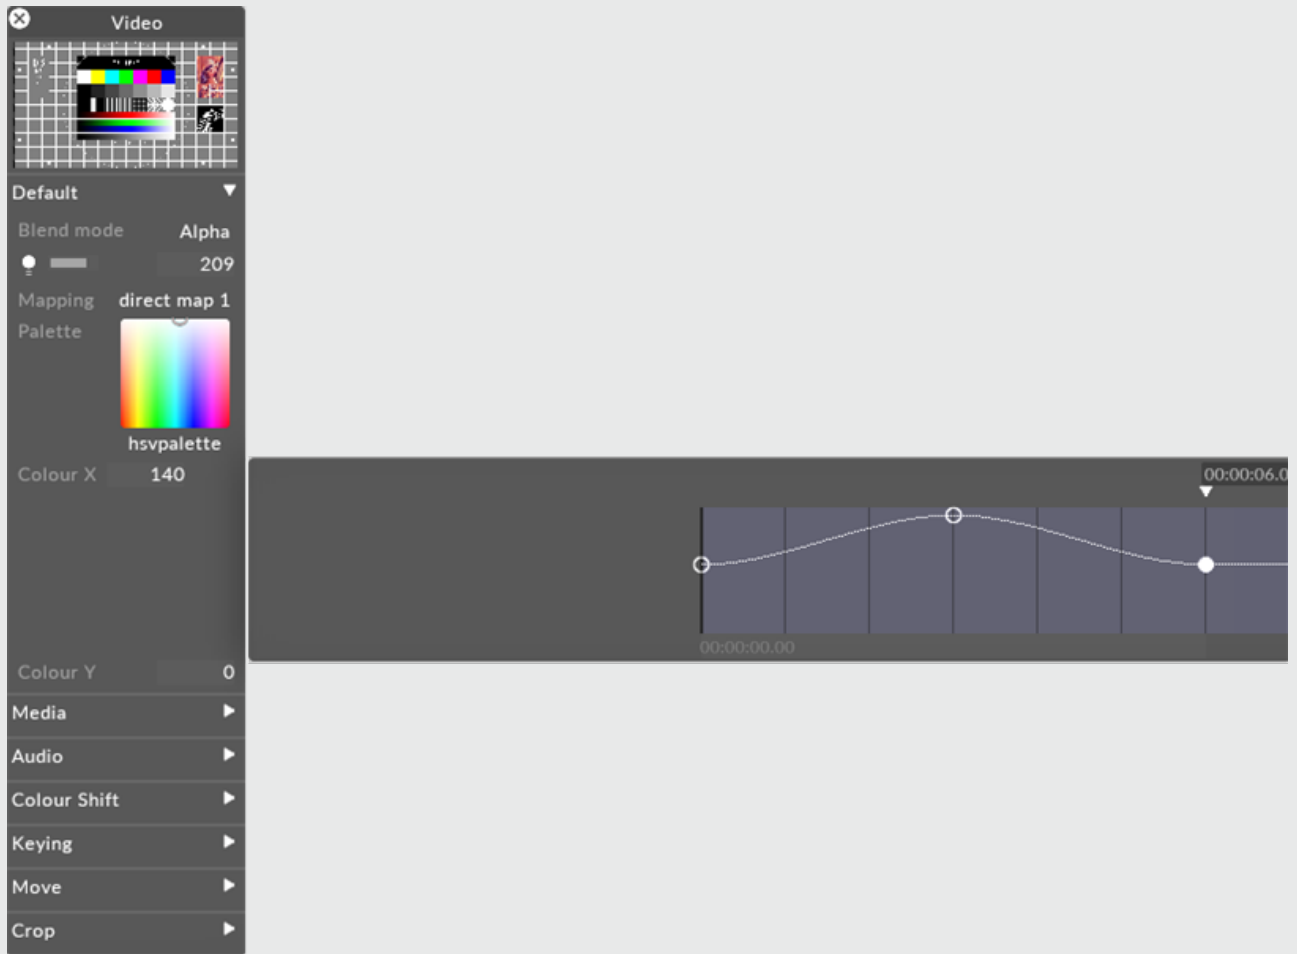 Video
Default
Blend mode Alpha
209
Mapping direct map 1
Palette
hsvpalette
Colour X 140
00:00:06.0
00:00:00.00
Colour Y 0
Media
Audio
Colour Shift
Keying
Move
Crop